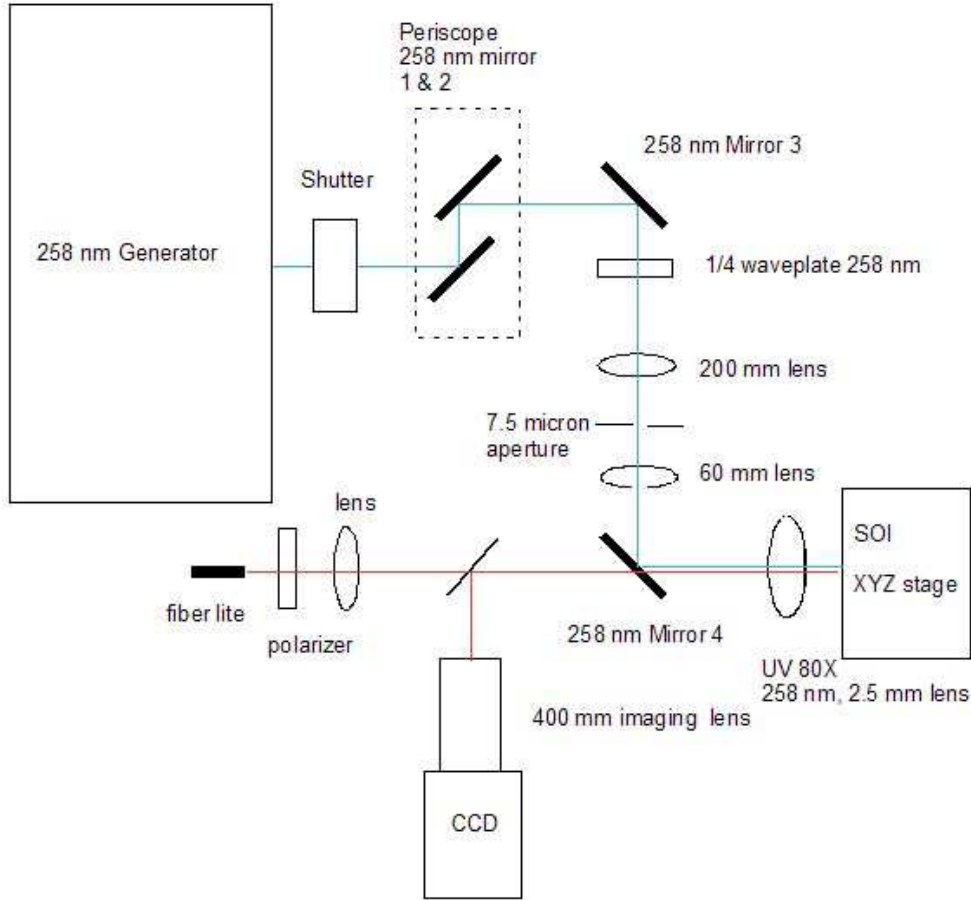 Periscope
258 nm mirror
1 & 2
258 nm Mirror 3
Shutter
258 nm Generator
1/4 waveplate 258 nm
200 mm lens
7.5 micron
aperture
60 mm lens
lens
SOI
XYZ stage
fiber lite
polarizer
258 nm Mirror 4
UV 80X
258 nm, 2.5 mm lens
400 mm imaging lens
CCD